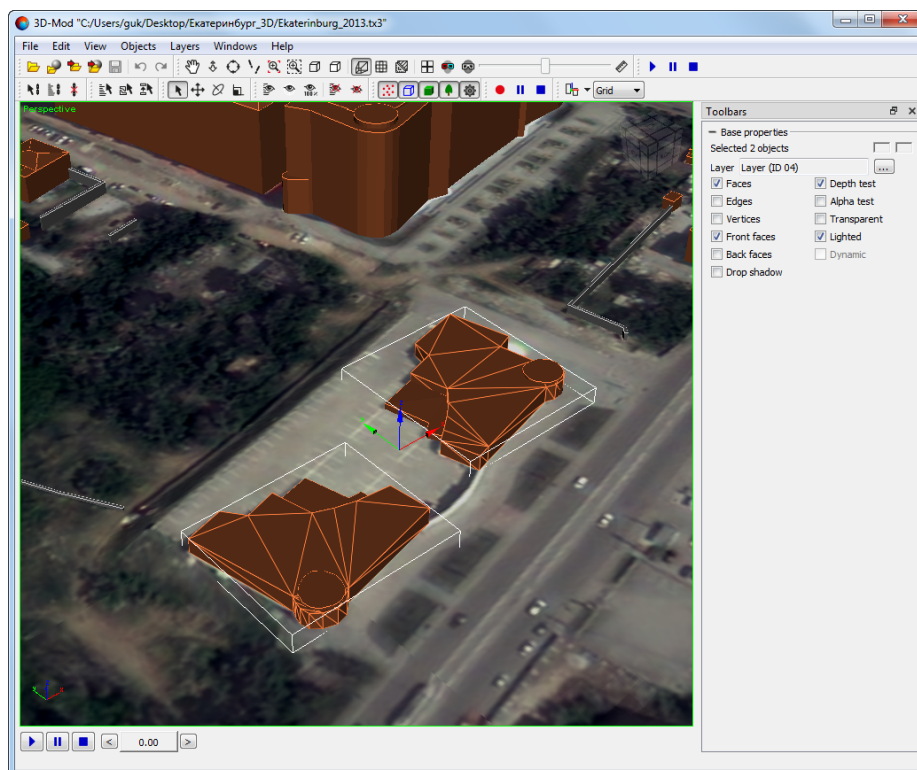 3D-Mod "C:/Users/guk/Desktop/Екатеринбург_3D/Ekaterinburg_2013.tx3"
File Edit View Objects Layers Windows Help
100%
Grid
Perspective
Toolbars
Base properties
Selected 2 objects
Layer Layer (ID 04) ...
Faces Depth test
Edges Alpha test
Vertices Transparent
Front faces Lighted
Back faces Dynamic
Drop shadow
< 0.00 >